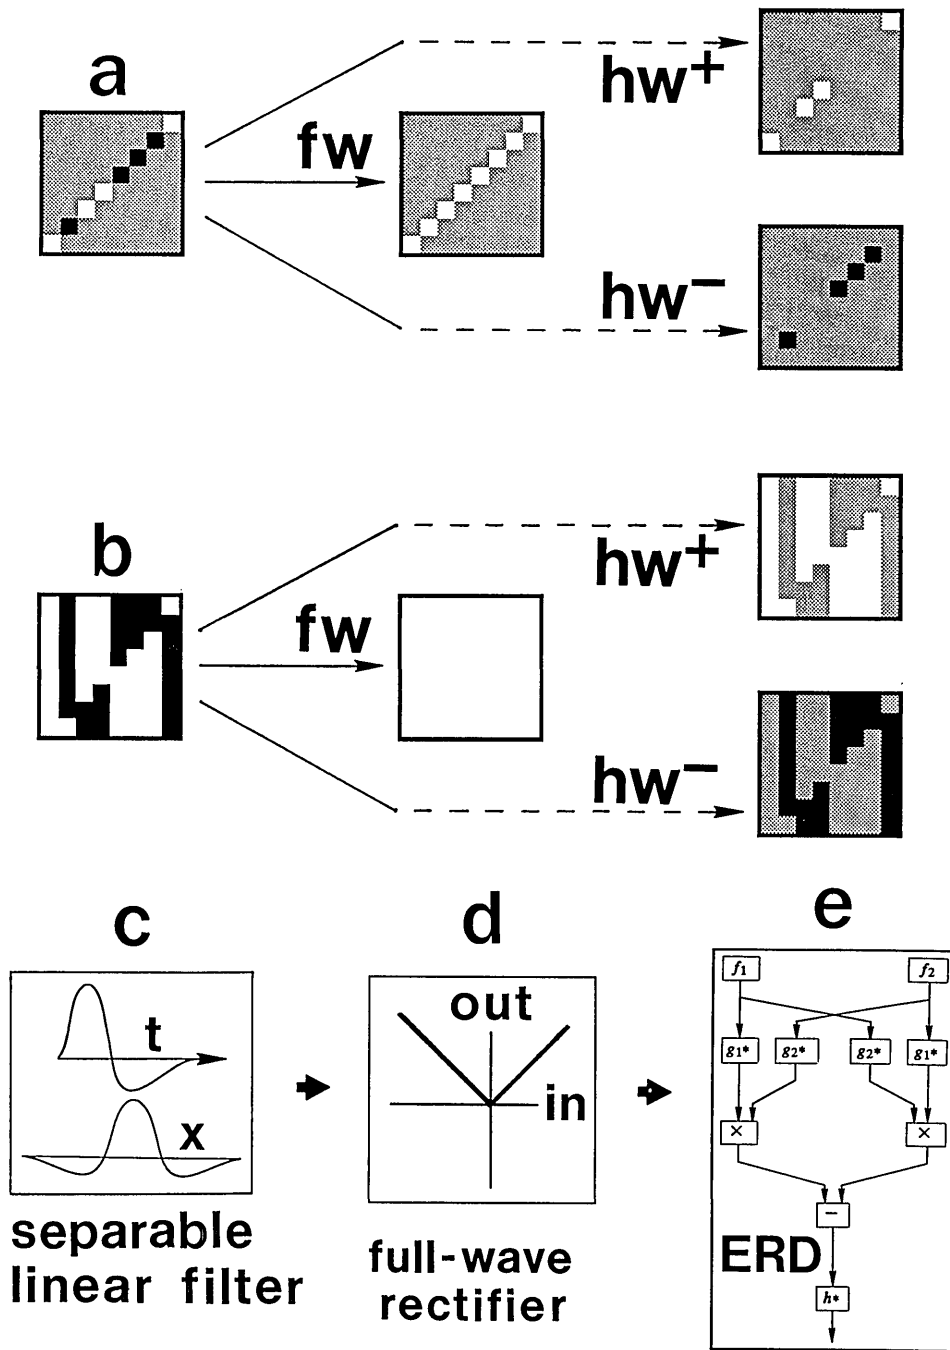 a
hw+
fw
hw−
b
hw+
fw
hw−
c
d
e
t
x
out
in
f1 f2
g1* g2* g2* g1*
× ×
−
ERD
h*
separable
linear filter
full-wave
rectifier